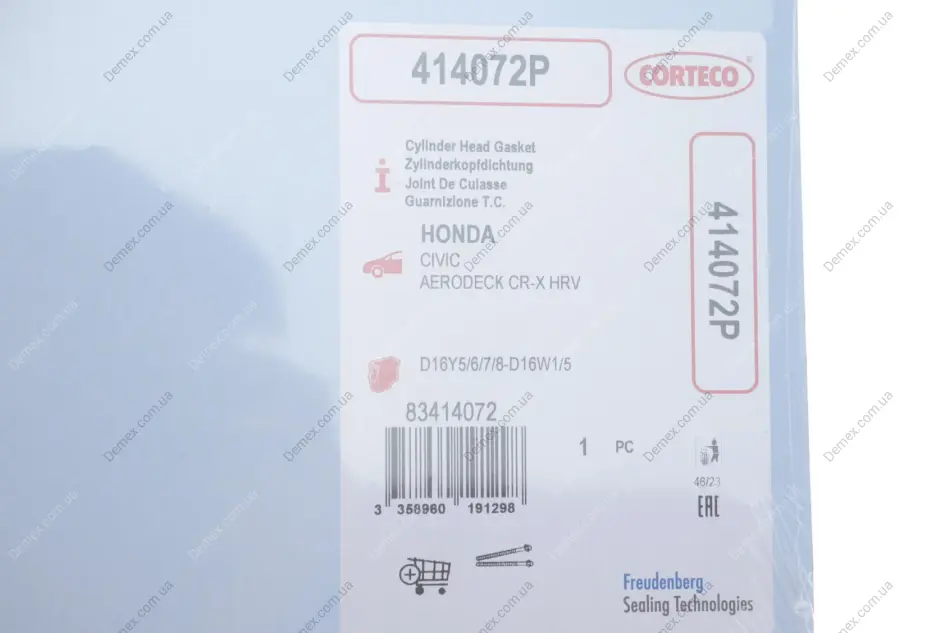 414072P
CORTECO
Cylinder Head Gasket
Zylinderkopfdichtung
Joint De Culasse
Guarnizione T.C.
414072P
HONDA
CIVIC
AERODECK CR-X HRV
D16Y5/6/7/8-D16W1/5
83414072
1 PC
46/23
3 358960 191298
EAC
Freudenberg
Sealing Technologies
Demex.com.ua